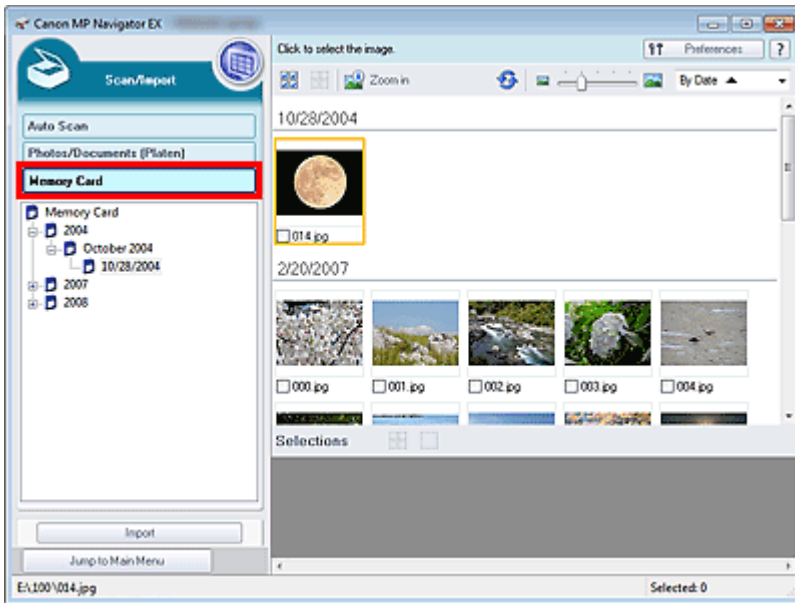 Canon MP Navigator EX
Scan/Import
Auto Scan
Photos/Documents (Platen)
Memory Card
Memory Card
2004
October 2004
10/28/2004
2007
2008
Import
Jump to Main Menu
Click to select the image.
Preferences
?
Zoom in
By Date
10/28/2004
014.jpg
2/20/2007
000.jpg
001.jpg
002.jpg
003.jpg
004.jpg
Selections
E:\.100\014.jpg
Selected: 0